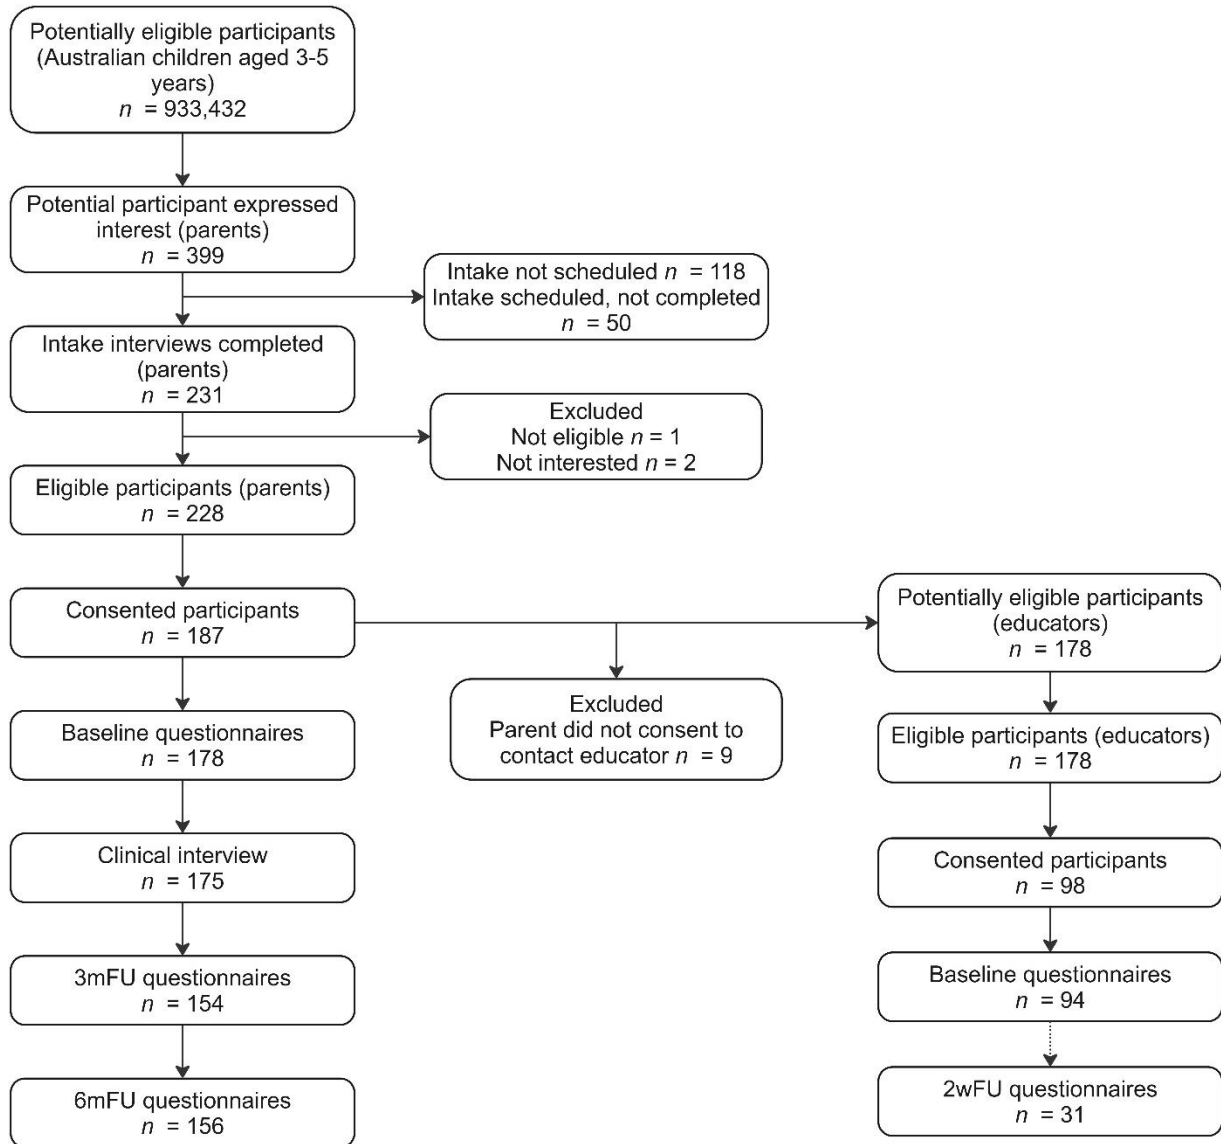 Potentially eligible participants
(Australian children aged 3-5
years)
n = 933,432
Potential participant expressed
interest (parents)
n = 399
Intake not scheduled n = 118
Intake scheduled, not completed
n = 50
Intake interviews completed
(parents)
n = 231
Excluded
Not eligible n = 1
Not interested n = 2
Eligible participants (parents)
n = 228
Consented participants
n = 187
Excluded
Parent did not consent to
contact educator n = 9
Baseline questionnaires
n = 178
Clinical interview
n = 175
3mFU questionnaires
n = 154
6mFU questionnaires
n = 156
Potentially eligible participants
(educators)
n = 178
Eligible participants (educators)
n = 178
Consented participants
n = 98
Baseline questionnaires
n = 94
2wFU questionnaires
n = 31